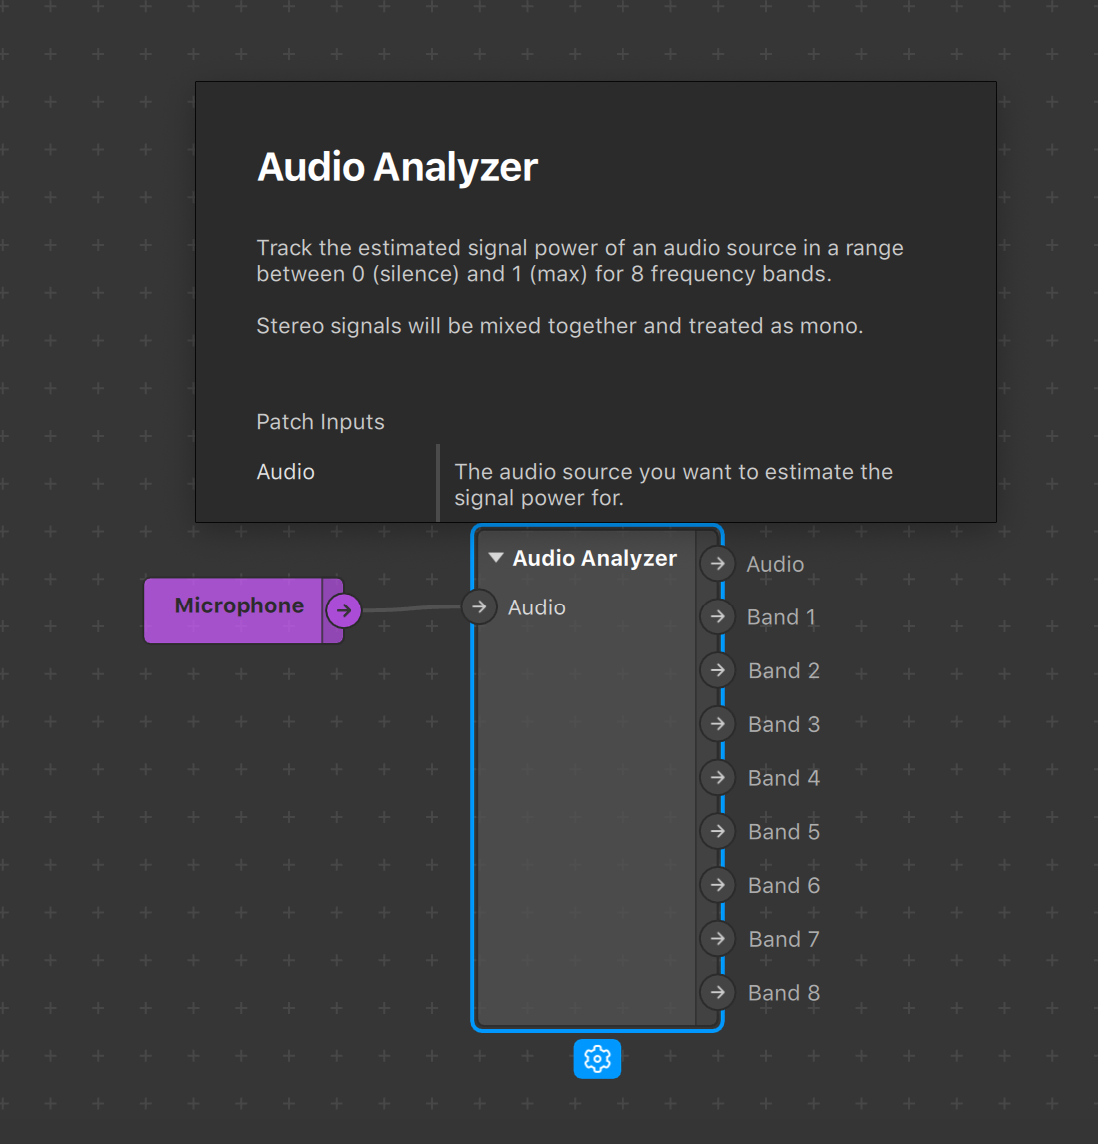 Audio Analyzer
Track the estimated signal power of an audio source in a range
between 0 (silence) and 1 (max) for 8 frequency bands.
Stereo signals will be mixed together and treated as mono.
Patch Inputs
Audio
The audio source you want to estimate the
signal power for.
Microphone
Audio Analyzer
Audio
Audio
Band 1
Band 2
Band 3
Band 4
Band 5
Band 6
Band 7
Band 8